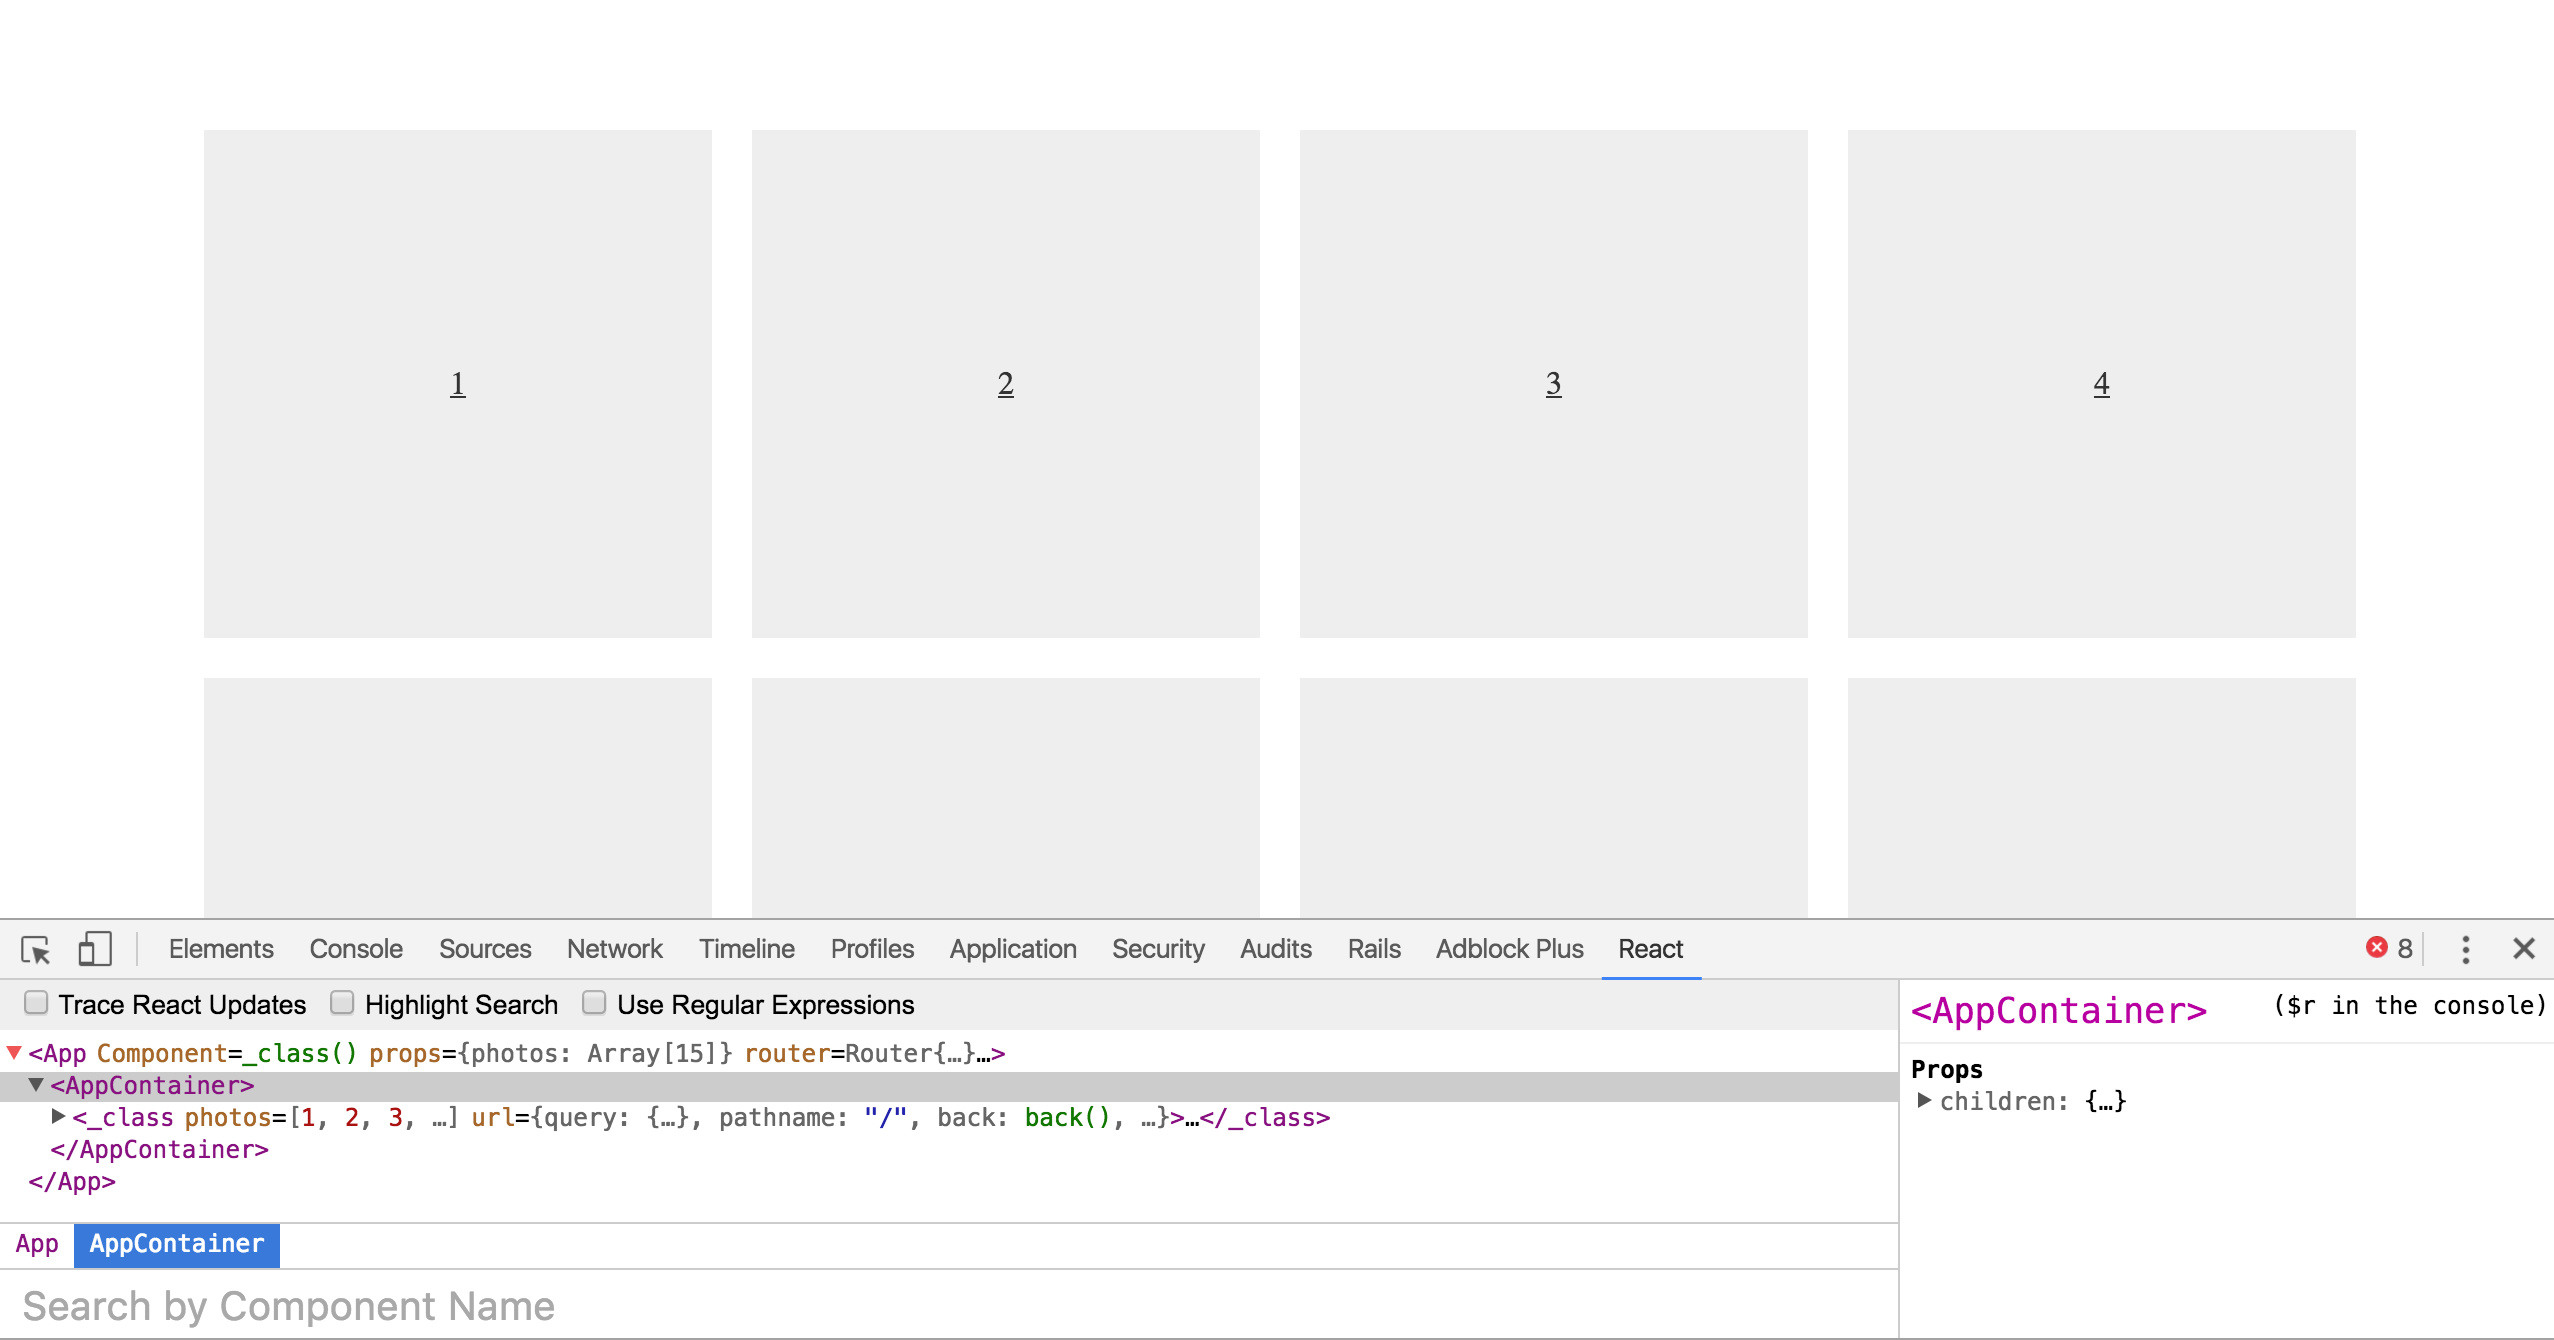 1 2 3 4
Elements Console Sources Network Timeline Profiles Application Security Audits Rails Adblock Plus React 8
Trace React Updates Highlight Search Use Regular Expressions
<App Component=_class() props={photos: Array[15]} router=Router{…}…>
<AppContainer>
<_class photos=[1, 2, 3, …] url={query: {…}, pathname: "/", back: back(), …}>…</_class>
</AppContainer>
</App>
App AppContainer
Search by Component Name
<AppContainer> ($r in the console)
Props
children: {…}